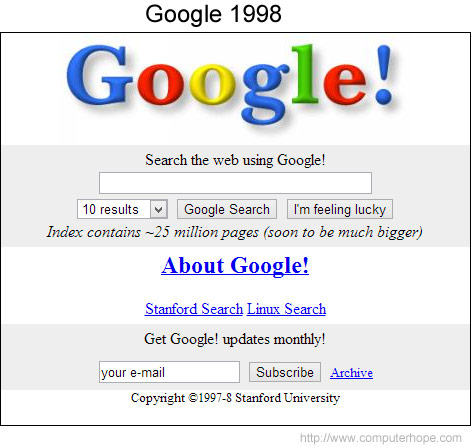 Google 1998
Google!
Search the web using Google!
10 results Google Search I'm feeling lucky
Index contains ~25 million pages (soon to be much bigger)
About Google!
Stanford Search Linux Search
Get Google! updates monthly!
your e-mail Subscribe Archive
Copyright ©1997-8 Stanford University
http://www.computerhope.com